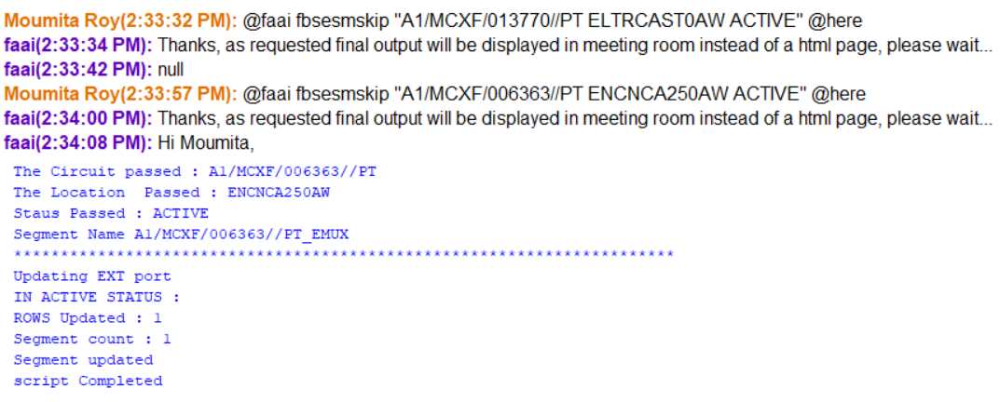 Moumita Roy(2:33:32 PM): @faai fbsesmskip "A1/MCXF/013770//PT ELTRCAST0AW ACTIVE" @here
faai(2:33:34 PM): Thanks, as requested final output will be displayed in meeting room instead of a html page, please wait...
faai(2:33:42 PM): null
Moumita Roy(2:33:57 PM): @faai fbsesmskip "A1/MCXF/006363//PT ENCNCA250AW ACTIVE" @here
faai(2:34:00 PM): Thanks, as requested final output will be displayed in meeting room instead of a html page, please wait...
faai(2:34:08 PM): Hi Moumita,
The Circuit passed : A1/MCXF/006363//PT
The Location  Passed : ENCNCA250AW
Staus Passed : ACTIVE
Segment Name A1/MCXF/006363//PT_EMUX
***********************************************************************
Updating EXT port
IN ACTIVE STATUS :
ROWS Updated : 1
Segment count : 1
Segment updated
script Completed